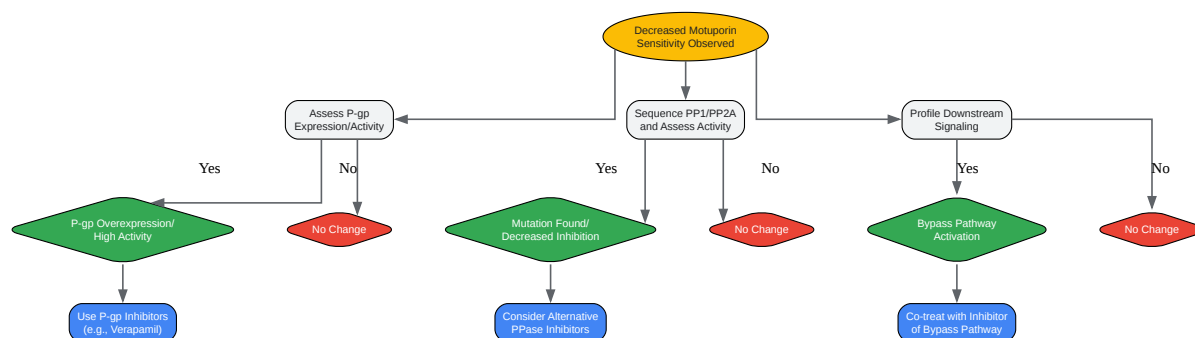 Decreased Motuporin
Sensitivity Observed
Assess P-gp
Expression/Activity
Sequence PP1/PP2A
and Assess Activity
Profile Downstream
Signaling
Yes
No
Yes
No
Yes
No
P-gp Overexpression/
High Activity
No Change
Mutation Found/
Decreased Inhibition
No Change
Bypass Pathway
Activation
No Change
Use P-gp Inhibitors
(e.g., Verapamil)
Consider Alternative
PPase Inhibitors
Co-treat with Inhibitor
of Bypass Pathway